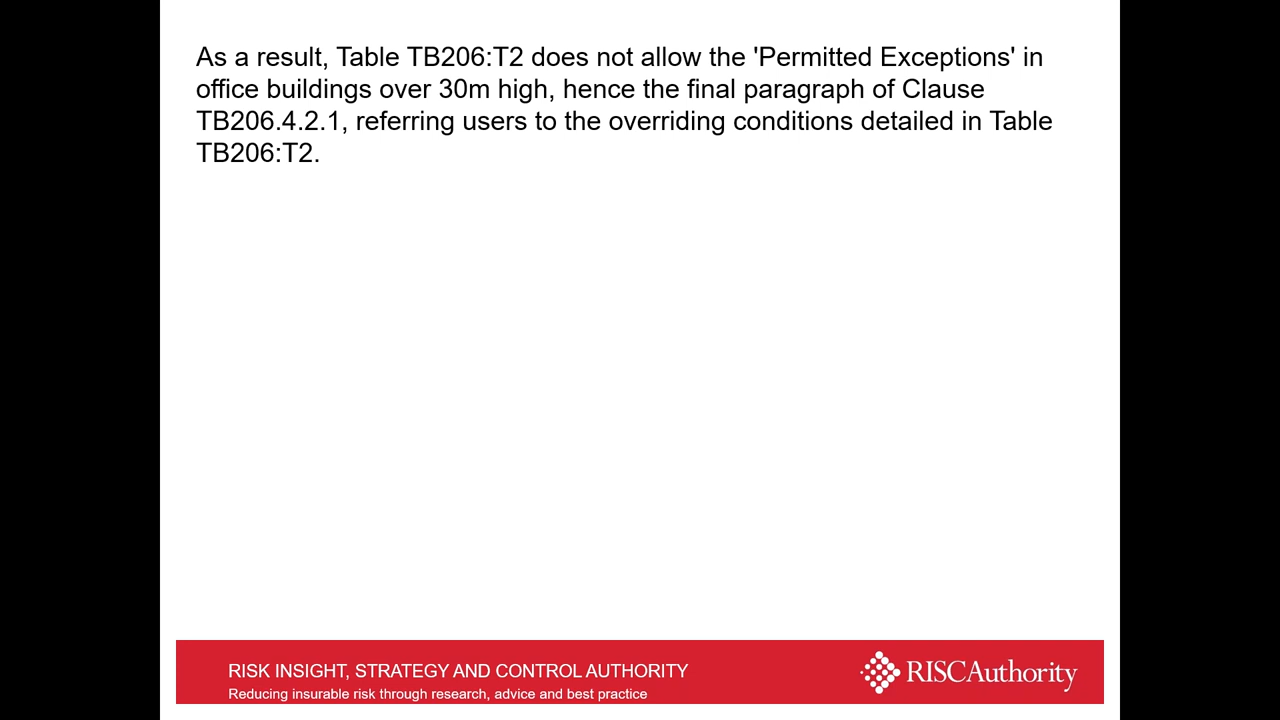 As a result, Table TB206:T2 does not allow the 'Permitted Exceptions' in
office buildings over 30m high, hence the final paragraph of Clause
TB206.4.2.1, referring users to the overriding conditions detailed in Table
TB206:T2.
RISK INSIGHT, STRATEGY AND CONTROL AUTHORITY
Reducing insurable risk through research, advice and best practice
RISCAuthority